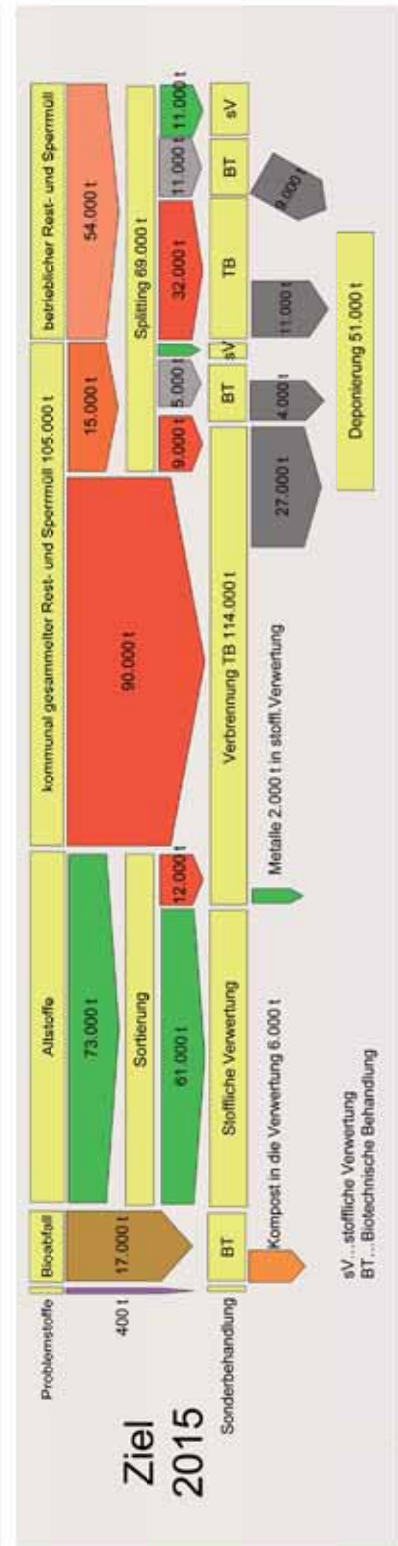 Ziel
2015
Problemstoffe
Bioabfall
Altstoffe
kommunal gesammelter Rest- und Sperrmüll 105.000 t
betrieblicher Rest- und Sperrmüll
400 t
17.000 t
73.000 t
90.000 t
15.000 t
54.000 t
Sortierung
Splitting 69.000 t
61.000 t
12.000 t
9.000 t
5.000 t
32.000 t
11.000 t
11.000 t
Sonderbehandlung
BT
Stoffliche Verwertung
Verbrennung TB 114.000 t
BT
sV
TB
BT
sV
Kompost in die Verwertung 6.000 t
Metalle 2.000 t in stoffl.Verwertung
27.000 t
4.000 t
11.000 t
9.000 t
Deponierung 51.000 t
sV...stoffliche Verwertung
BT...Biotechnische Behandlung